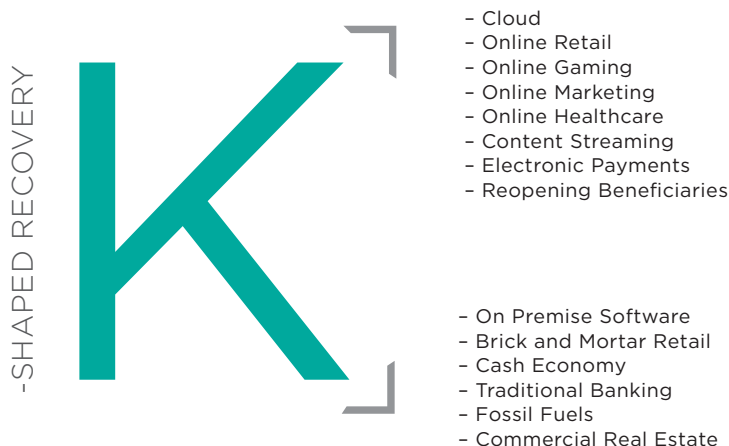 K
-SHAPED RECOVERY
– Cloud
– Online Retail
– Online Gaming
– Online Marketing
– Online Healthcare
– Content Streaming
– Electronic Payments
– Reopening Beneficiaries
– On Premise Software
– Brick and Mortar Retail
– Cash Economy
– Traditional Banking
– Fossil Fuels
– Commercial Real Estate